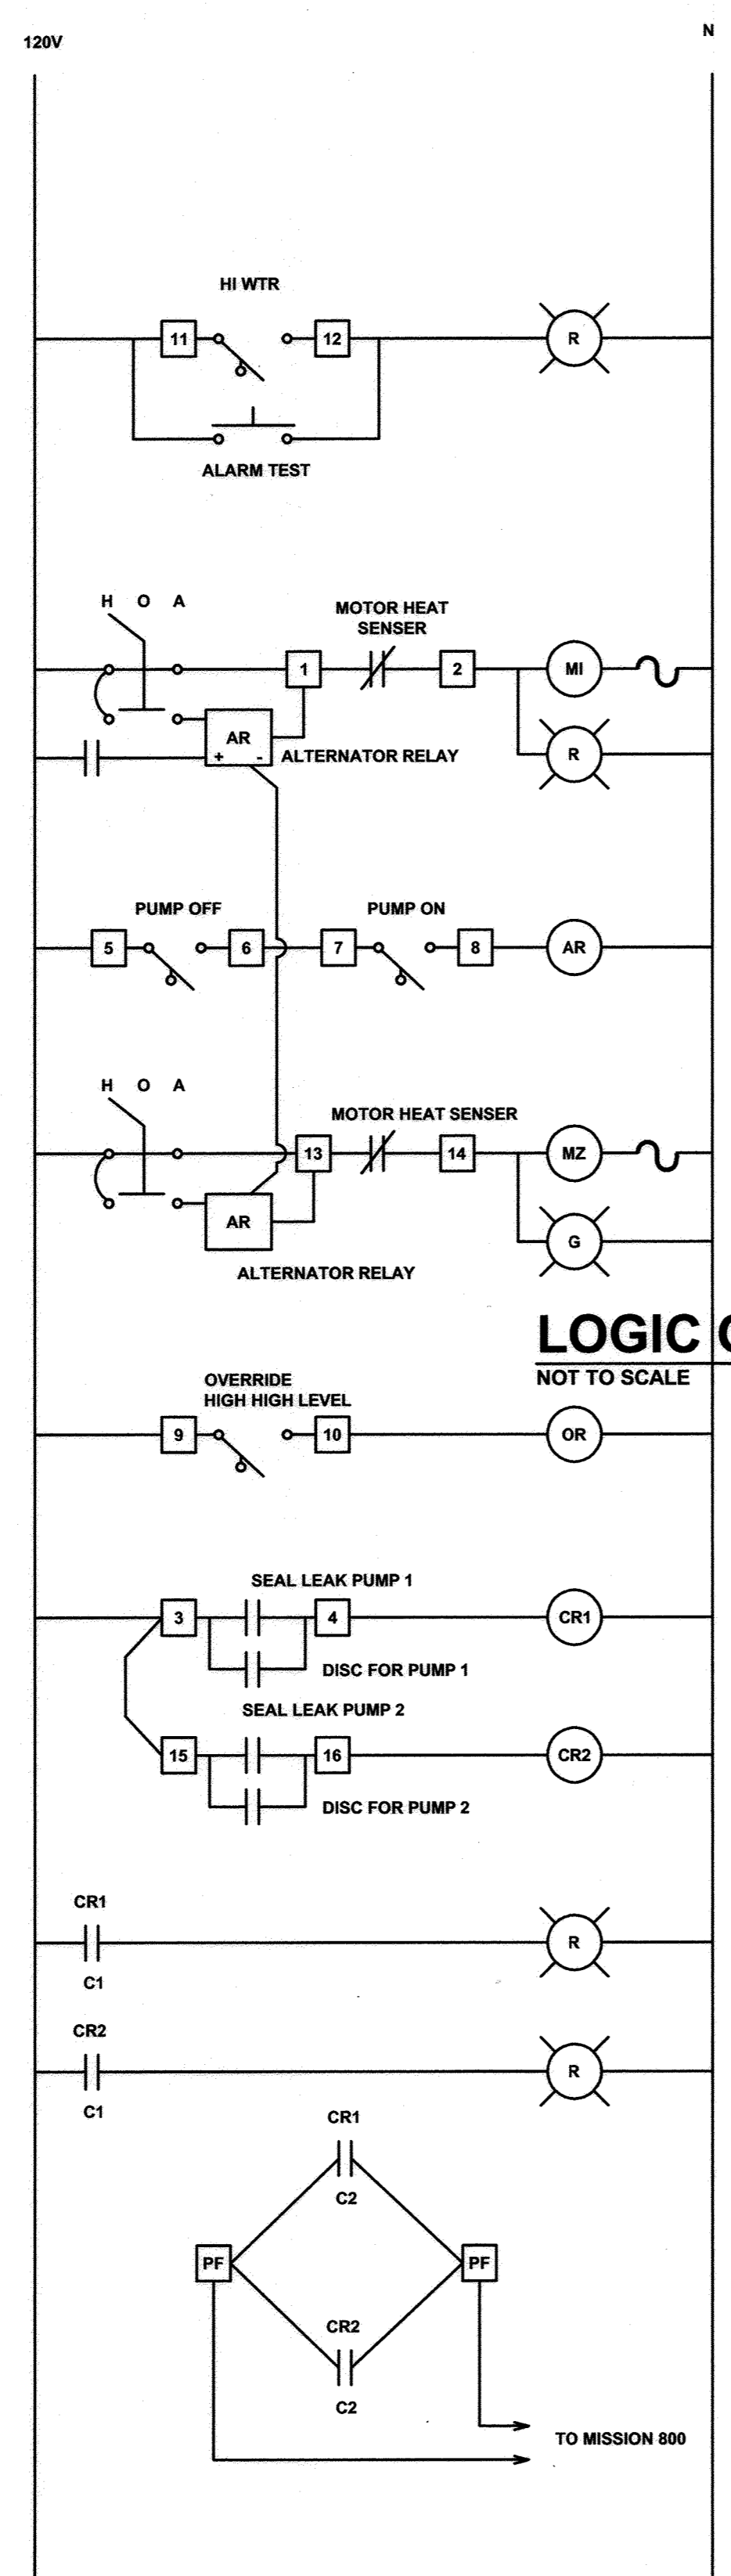 120V
N
HI WTR
11
12
R
ALARM TEST
H O A
MOTOR HEAT
SENSER
1
2
MI
AR
+ -
ALTERNATOR RELAY
R
PUMP OFF
PUMP ON
5
6
7
8
AR
H O A
MOTOR HEAT SENSER
13
14
MZ
AR
G
ALTERNATOR RELAY
LOGIC
NOT TO SCALE
OVERRIDE
HIGH HIGH LEVEL
9
10
OR
SEAL LEAK PUMP 1
3
4
CR1
DISC FOR PUMP 1
SEAL LEAK PUMP 2
15
16
CR2
DISC FOR PUMP 2
CR1
R
C1
CR2
R
C1
CR1
C2
PF
PF
CR2
C2
TO MISSION 800